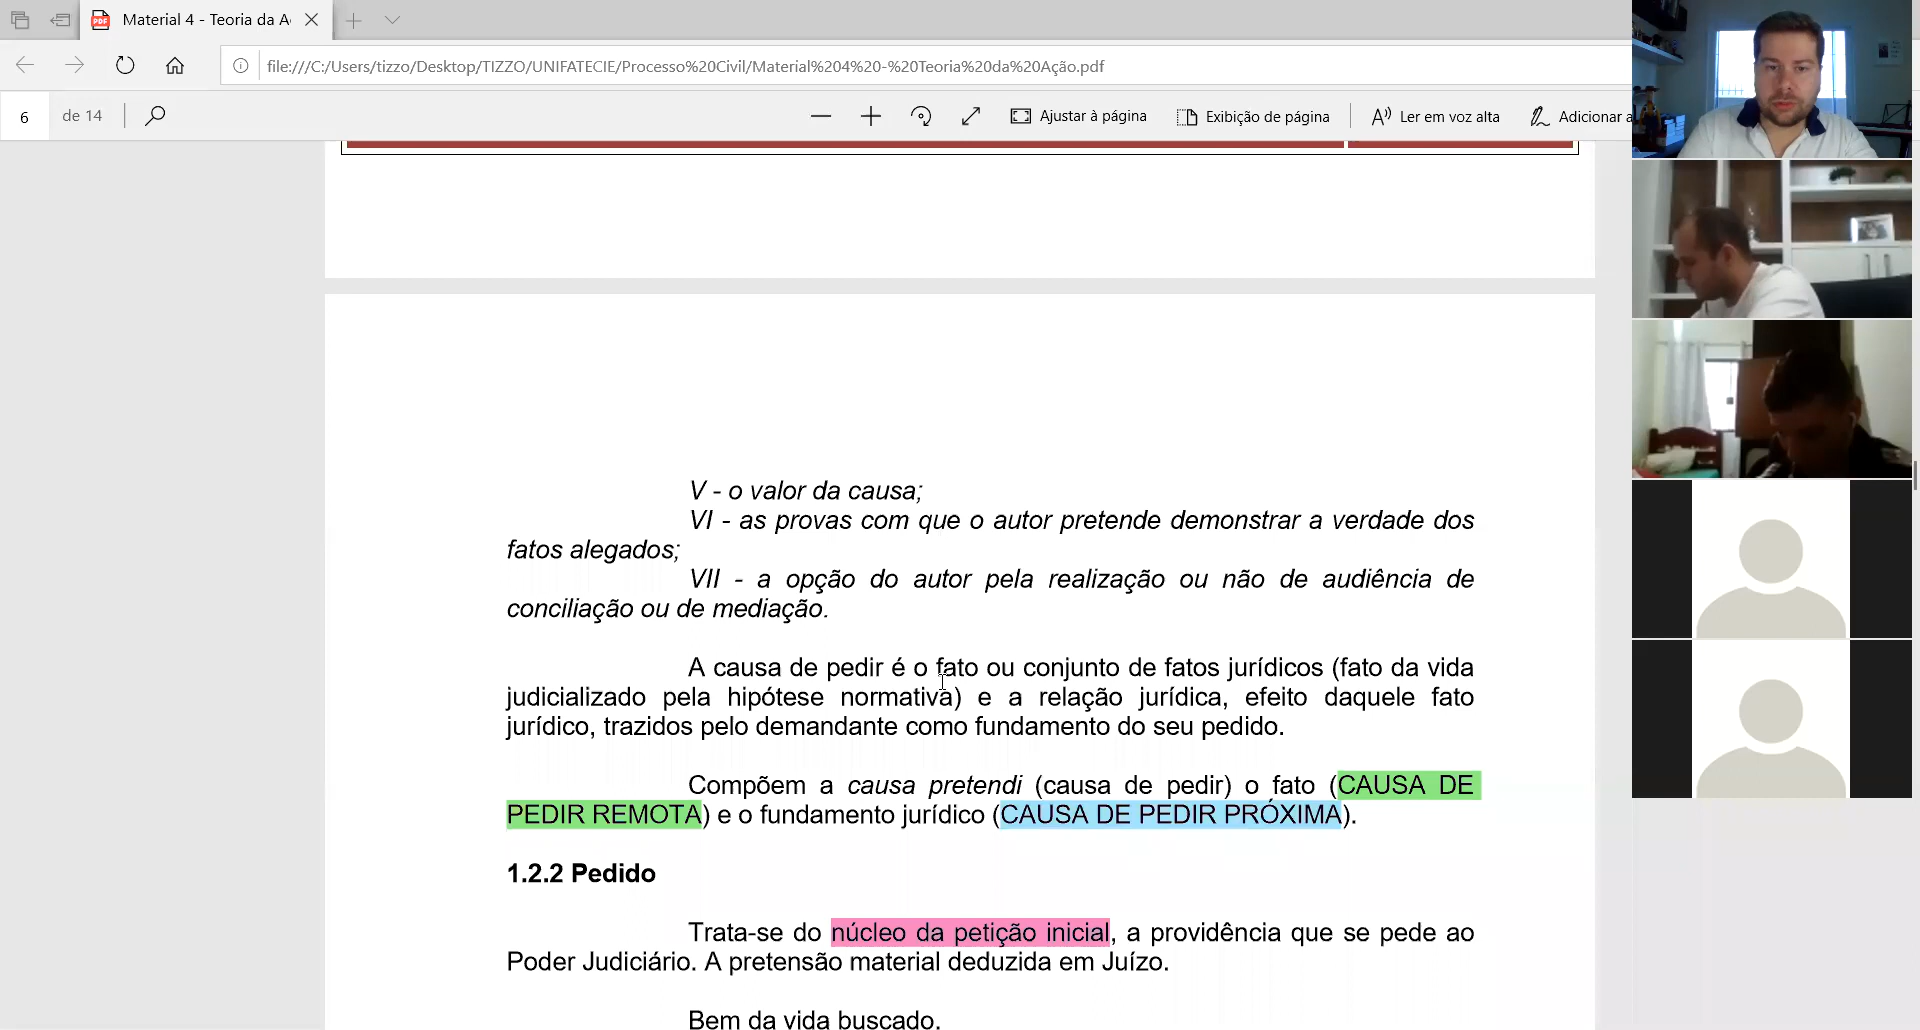 Material 4 - Teoria da A
file:///C:/Users/tizzo/Desktop/TIZZO/UNIFATECIE/Processo%20Civil/Material%204%20-%20Teoria%20da%20Ação.pdf
6 de 14
Ajustar à página
Exibição de página
Ler em voz alta
Adicionar a
V - o valor da causa;
VI - as provas com que o autor pretende demonstrar a verdade dos
fatos alegados;
VII - a opção do autor pela realização ou não de audiência de
conciliação ou de mediação.
A causa de pedir é o fato ou conjunto de fatos jurídicos (fato da vida
judicializado pela hipótese normativa) e a relação jurídica, efeito daquele fato
jurídico, trazidos pelo demandante como fundamento do seu pedido.
Compõem a causa pretendi (causa de pedir) o fato (CAUSA DE
PEDIR REMOTA) e o fundamento jurídico (CAUSA DE PEDIR PRÓXIMA).
1.2.2 Pedido
Trata-se do núcleo da petição inicial, a providência que se pede ao
Poder Judiciário. A pretensão material deduzida em Juízo.
Bem da vida buscado.